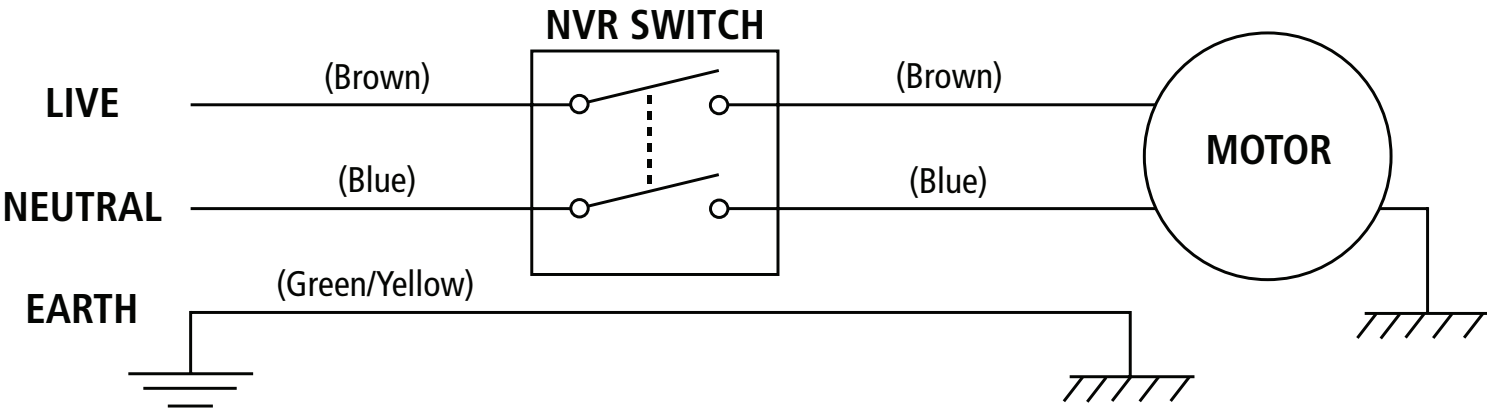 NVR SWITCH
LIVE
(Brown)
(Brown)
MOTOR
NEUTRAL
(Blue)
(Blue)
EARTH
(Green/Yellow)